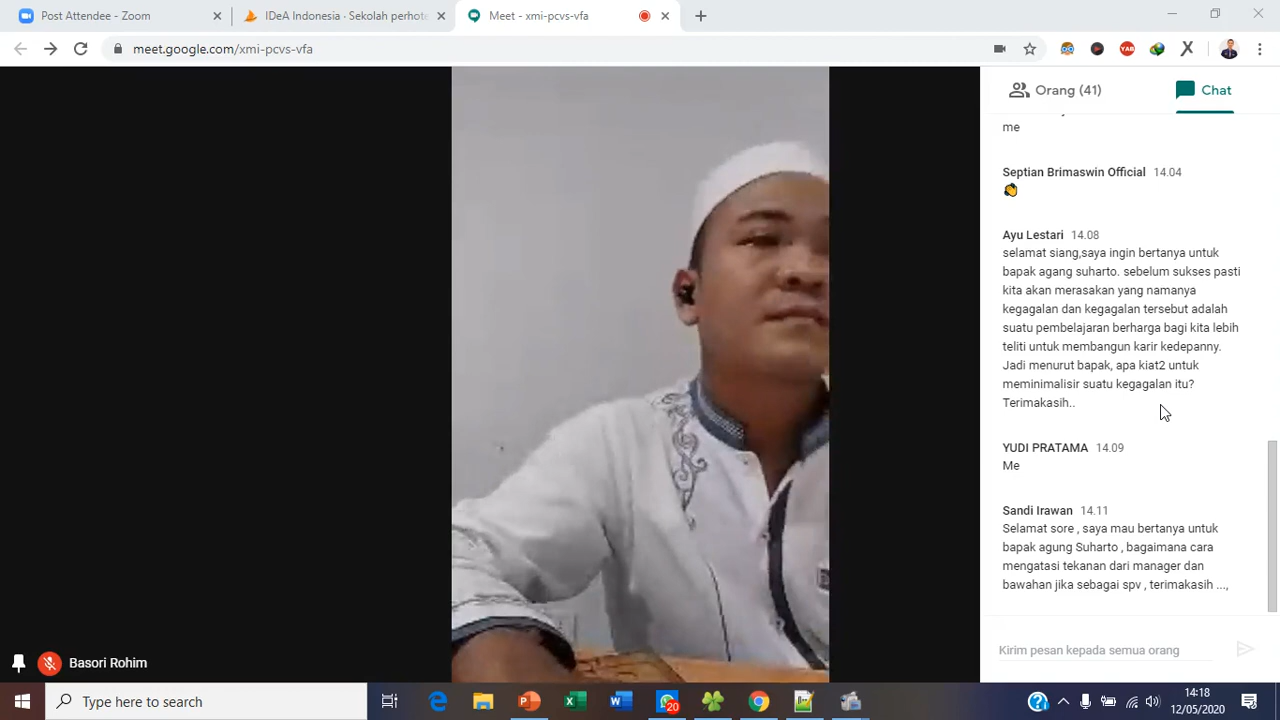 Post Attendee - Zoom
IDeA Indonesia · Sekolah perhote
Meet - xmi-pcvs-vfa
meet.google.com/xmi-pcvs-vfa
YAB
X
Orang (41)
Chat
me
Septian Brimaswin Official 14.04
Ayu Lestari 14.08
selamat siang,saya ingin bertanya untuk
bapak agang suharto. sebelum sukses pasti
kita akan merasakan yang namanya
kegagalan dan kegagalan tersebut adalah
suatu pembelajaran berharga bagi kita lebih
teliti untuk membangun karir kedepanny.
Jadi menurut bapak, apa kiat2 untuk
meminimalisir suatu kegagalan itu?
Terimakasih..
YUDI PRATAMA 14.09
Me
Sandi Irawan 14.11
Selamat sore , saya mau bertanya untuk
bapak agung Suharto , bagaimana cara
mengatasi tekanan dari manager dan
bawahan jika sebagai spv , terimakasih ...,
Kirim pesan kepada semua orang
Basori Rohim
Type here to search
20
14:18
12/05/2020